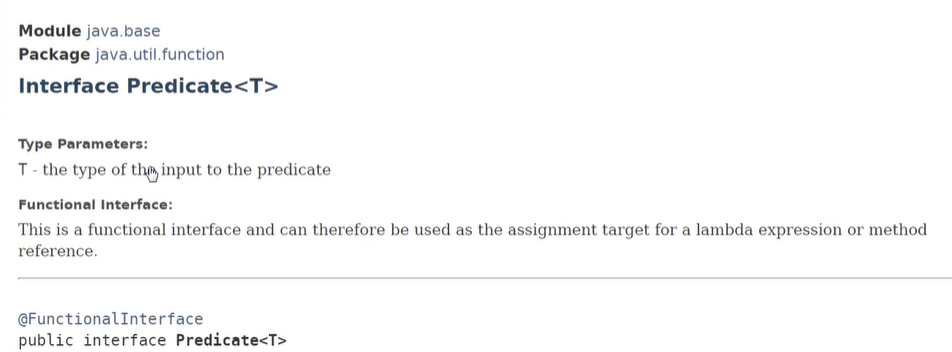 Module java.base
Package java.util.function
Interface Predicate<T>
Type Parameters:
T - the type of the input to the predicate
Functional Interface:
This is a functional interface and can therefore be used as the assignment target for a lambda expression or method
reference.
@FunctionalInterface
public interface Predicate<T>